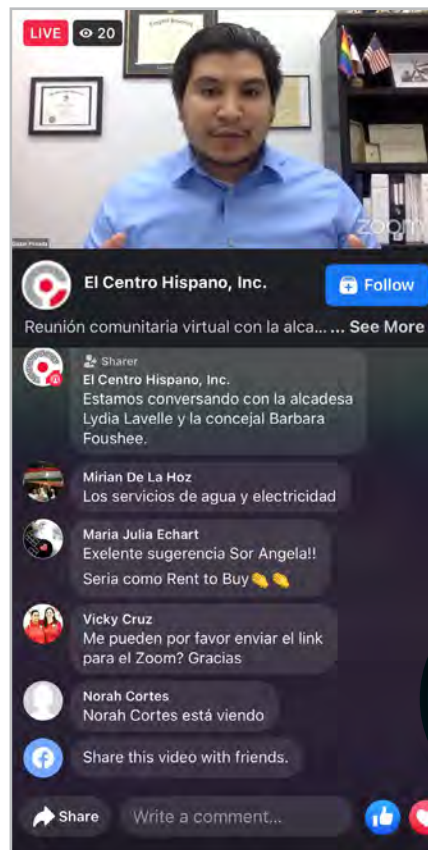 LIVE 20
zoom
El Centro Hispano, Inc.
Follow
Reunión comunitaria virtual con la alca... ... See More
Sharer
El Centro Hispano, Inc.
Estamos conversando con la alcadesa
Lydia Lavelle y la concejal Barbara
Foushee.
Mirian De La Hoz
Los servicios de agua y electricidad
Maria Julia Echart
Exelente sugerencia Sor Angela!!
Seria como Rent to Buy👏👏
Vicky Cruz
Me pueden por favor enviar el link
para el Zoom? Gracias
Norah Cortes
Norah Cortes está viendo
Share this video with friends.
Share
Write a comment...